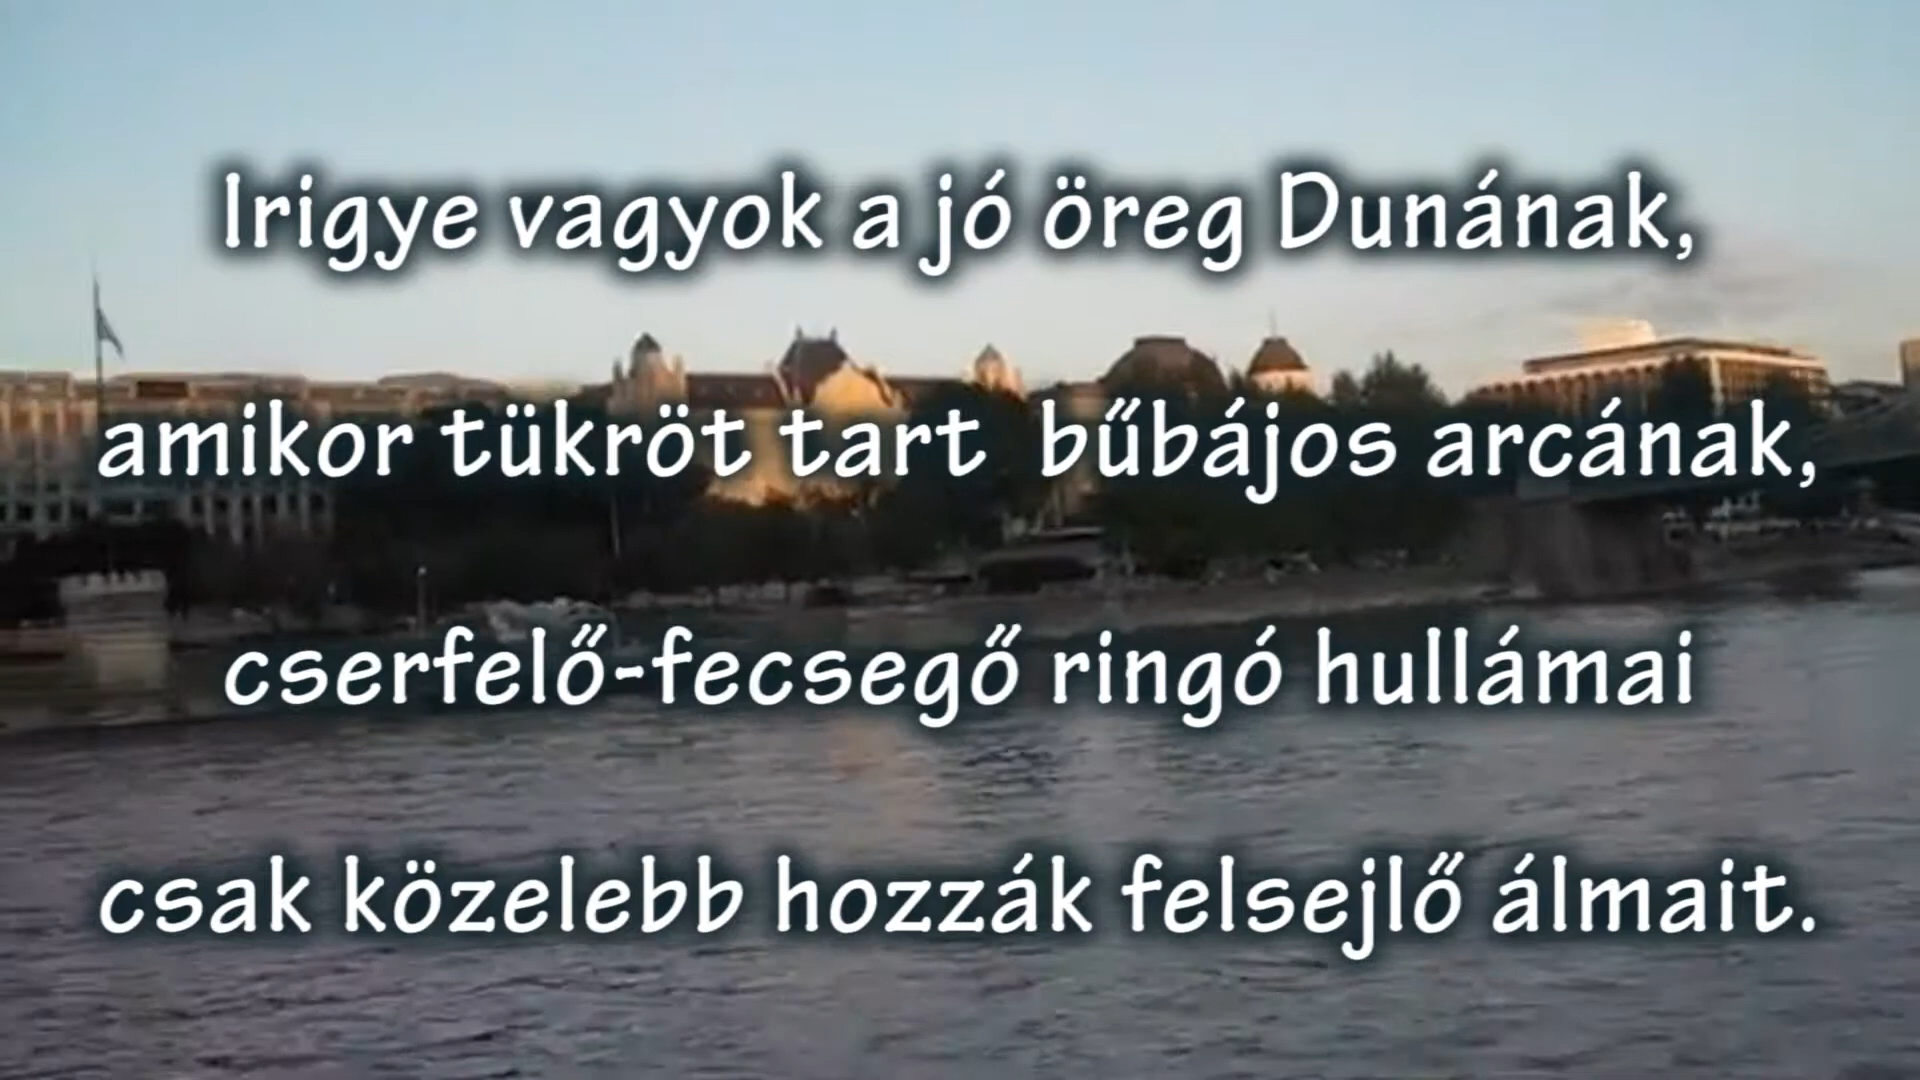 Irigye vagyok a jó öreg Dunának,
amikor tükröt tart bűbájos arcának,
cserfelő-fecsegő ringó hullámai
csak közelebb hozzák felsejlő álmait.